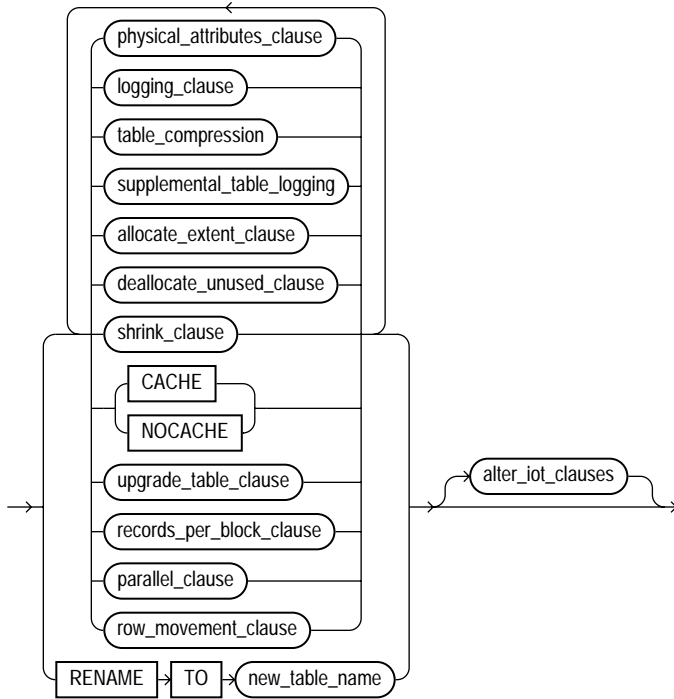 physical_attributes_clause
logging_clause
table_compression
supplemental_table_logging
allocate_extent_clause
deallocate_unused_clause
shrink_clause
CACHE
NOCACHE
alter_iot_clauses
upgrade_table_clause
records_per_block_clause
parallel_clause
row_movement_clause
RENAME TO new_table_name